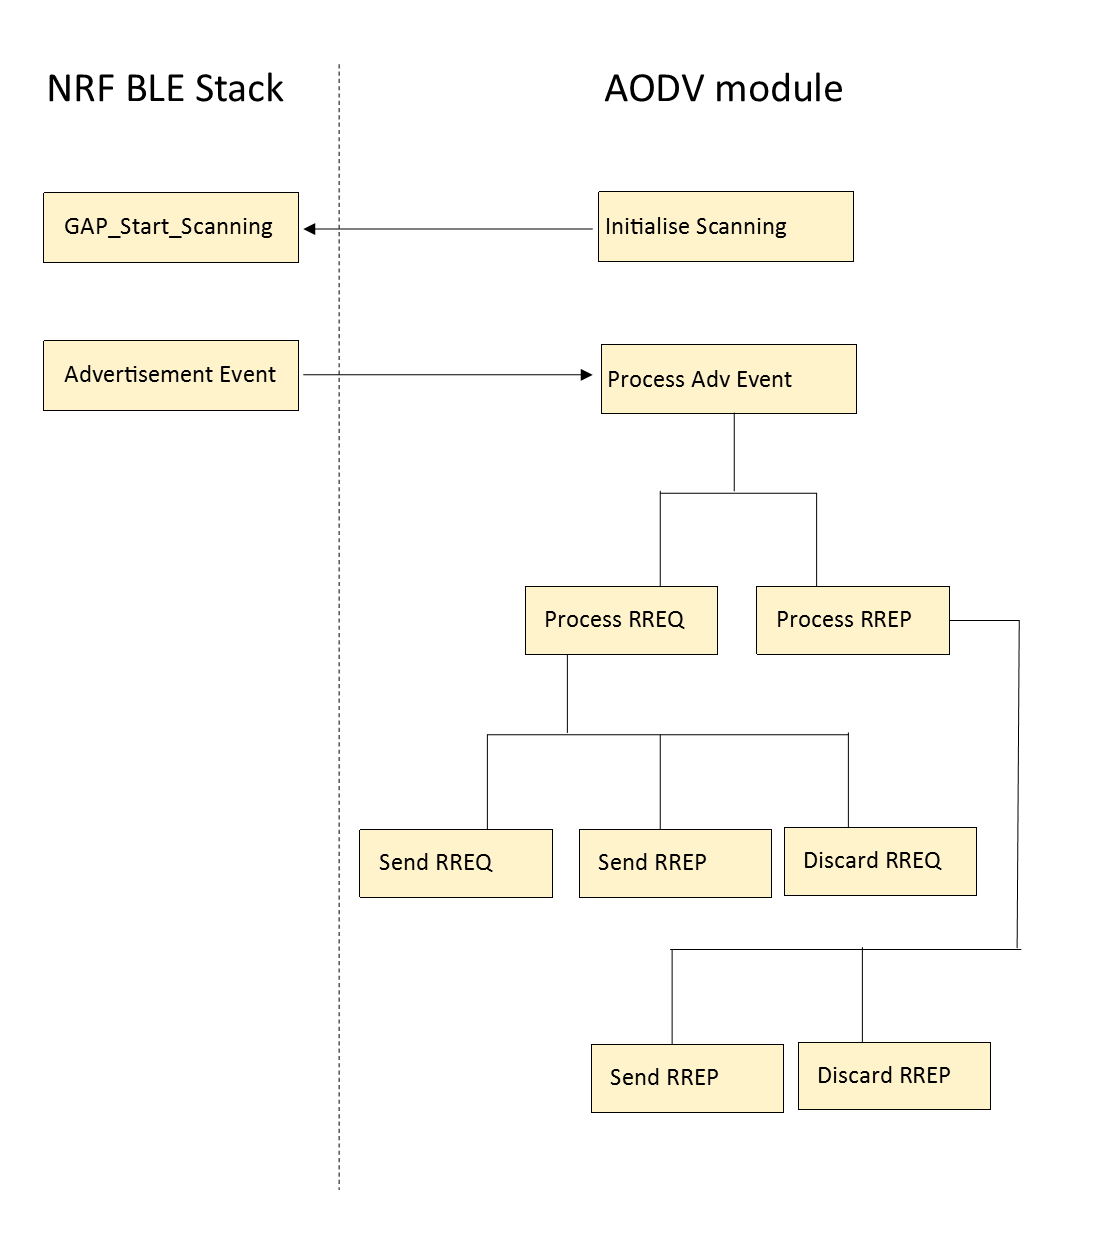 NRF BLE Stack
AODV module
GAP_Start_Scanning
Initialise Scanning
Advertisement Event
Process Adv Event
Process RREQ
Process RREP
Send RREQ
Send RREP
Discard RREQ
Send RREP
Discard RREP